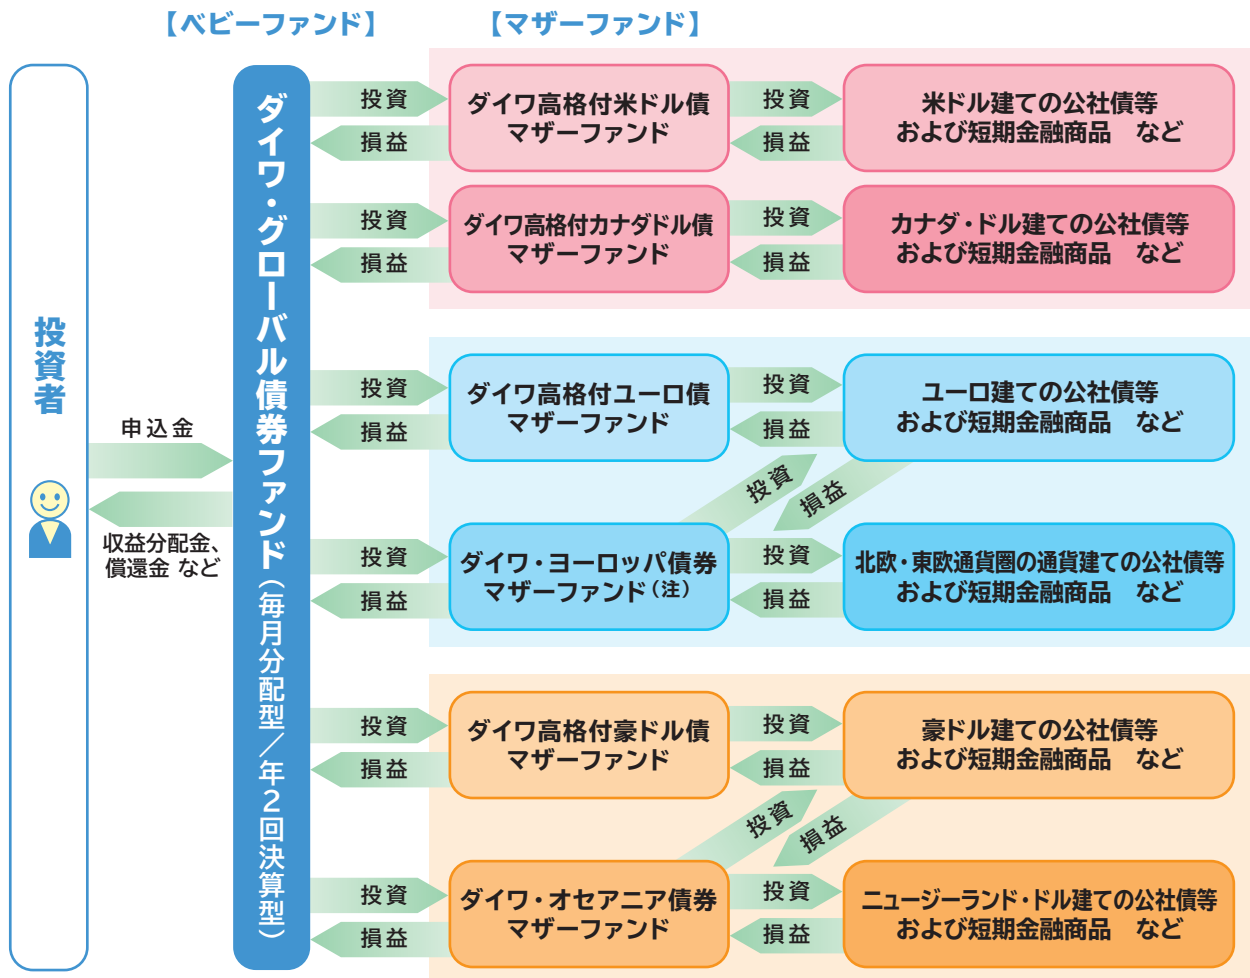 【ベビーファンド】
【マザーファンド】
投資者
申込金
収益分配金、
償還金 など
ダイワ・グローバル債券ファンド（毎月分配型／年２回決算型）
投資
損益
ダイワ高格付米ドル債
マザーファンド
投資
損益
米ドル建ての公社債等
および短期金融商品　など
投資
損益
ダイワ高格付カナダドル債
マザーファンド
投資
損益
カナダ・ドル建ての公社債等
および短期金融商品　など
投資
損益
ダイワ高格付ユーロ債
マザーファンド
投資
損益
ユーロ建ての公社債等
および短期金融商品　など
投資
損益
投資
損益
ダイワ・ヨーロッパ債券
マザーファンド（注）
投資
損益
北欧・東欧通貨圏の通貨建ての公社債等
および短期金融商品　など
投資
損益
ダイワ高格付豪ドル債
マザーファンド
投資
損益
豪ドル建ての公社債等
および短期金融商品　など
投資
損益
投資
損益
ダイワ・オセアニア債券
マザーファンド
投資
損益
ニュージーランド・ドル建ての公社債等
および短期金融商品　など